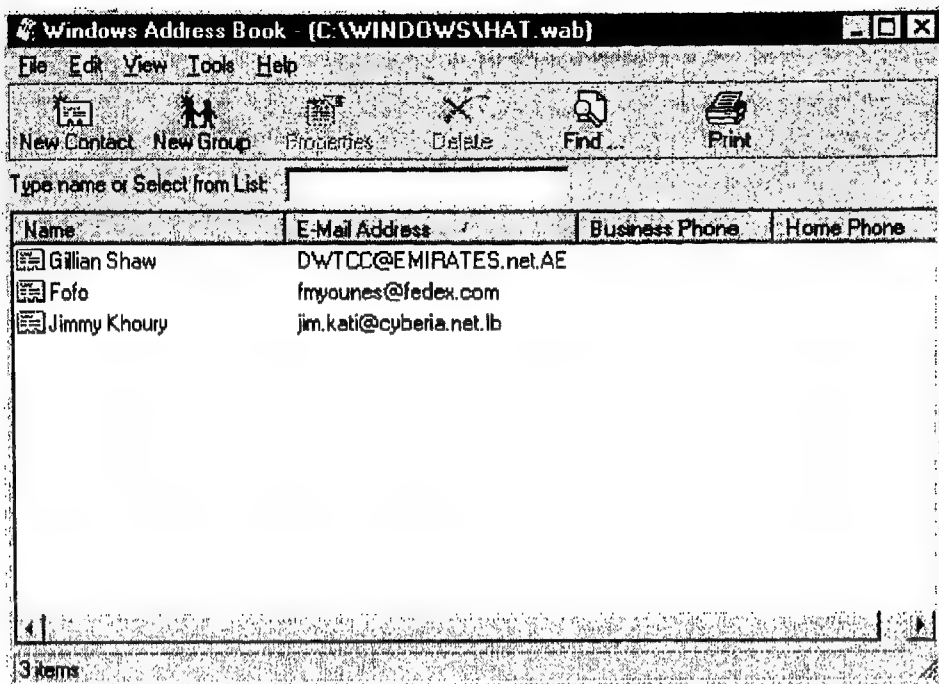 Windows Address Book - (C:\WINDOWS\HAT.wab)
File Edit View Tools Help
New Contact New Group Properties Delete Find ... Print
Type name or Select from List:
Name E-Mail Address Business Phone Home Phone
Gillian Shaw DWTCC@EMIRATES.net.AE
Fofo fmyounes@fedex.com
Jimmy Khoury jim.kati@cyberia.net.lb
3 items